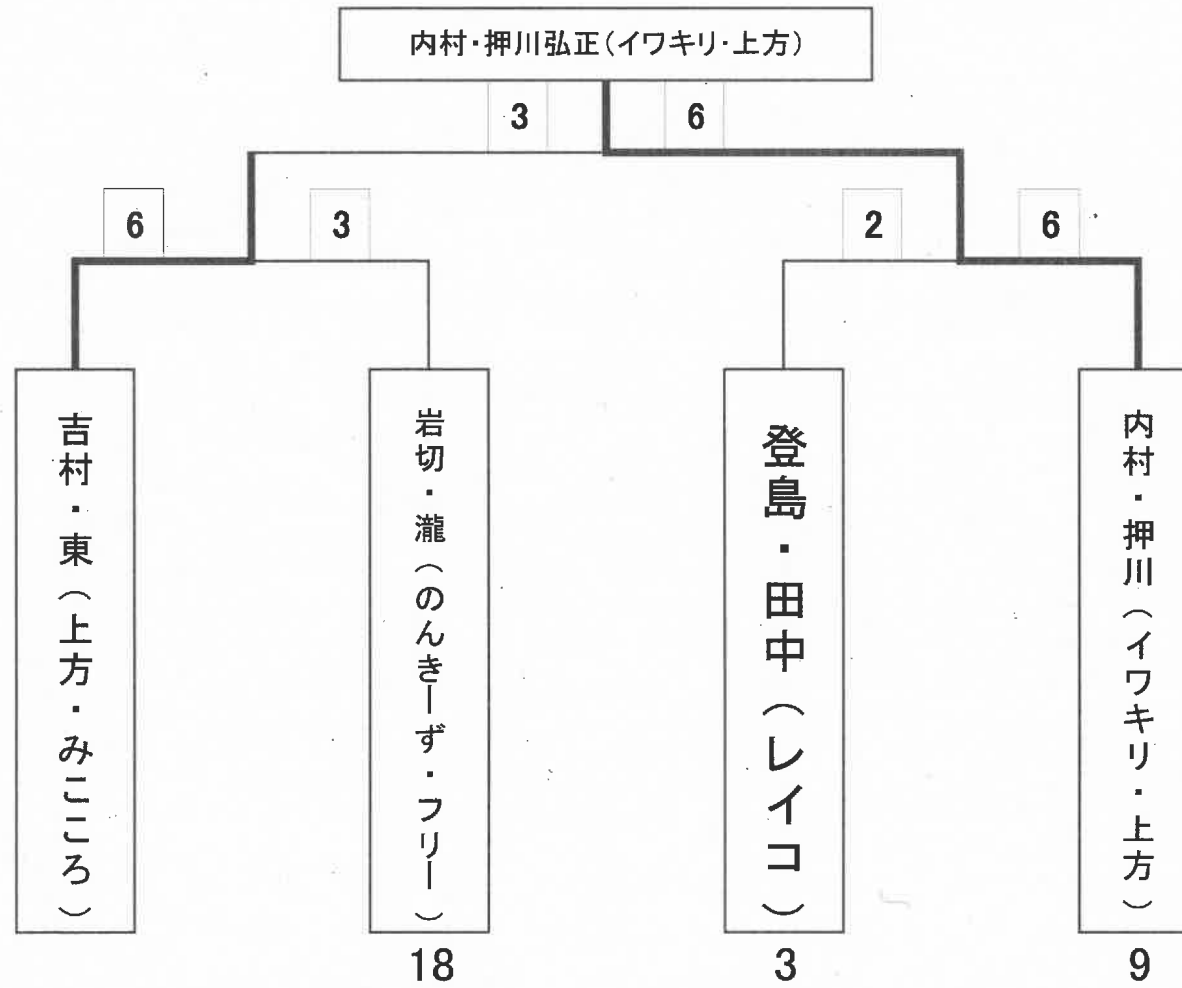 内村・押川弘正(イワキリ・上方)
3
6
6
3
2
6
吉村・東(上方・みこころ)
岩切・瀧(のんきーず・フリー)
登島・田中(レイコ)
内村・押川(イワキリ・上方)
18
3
9